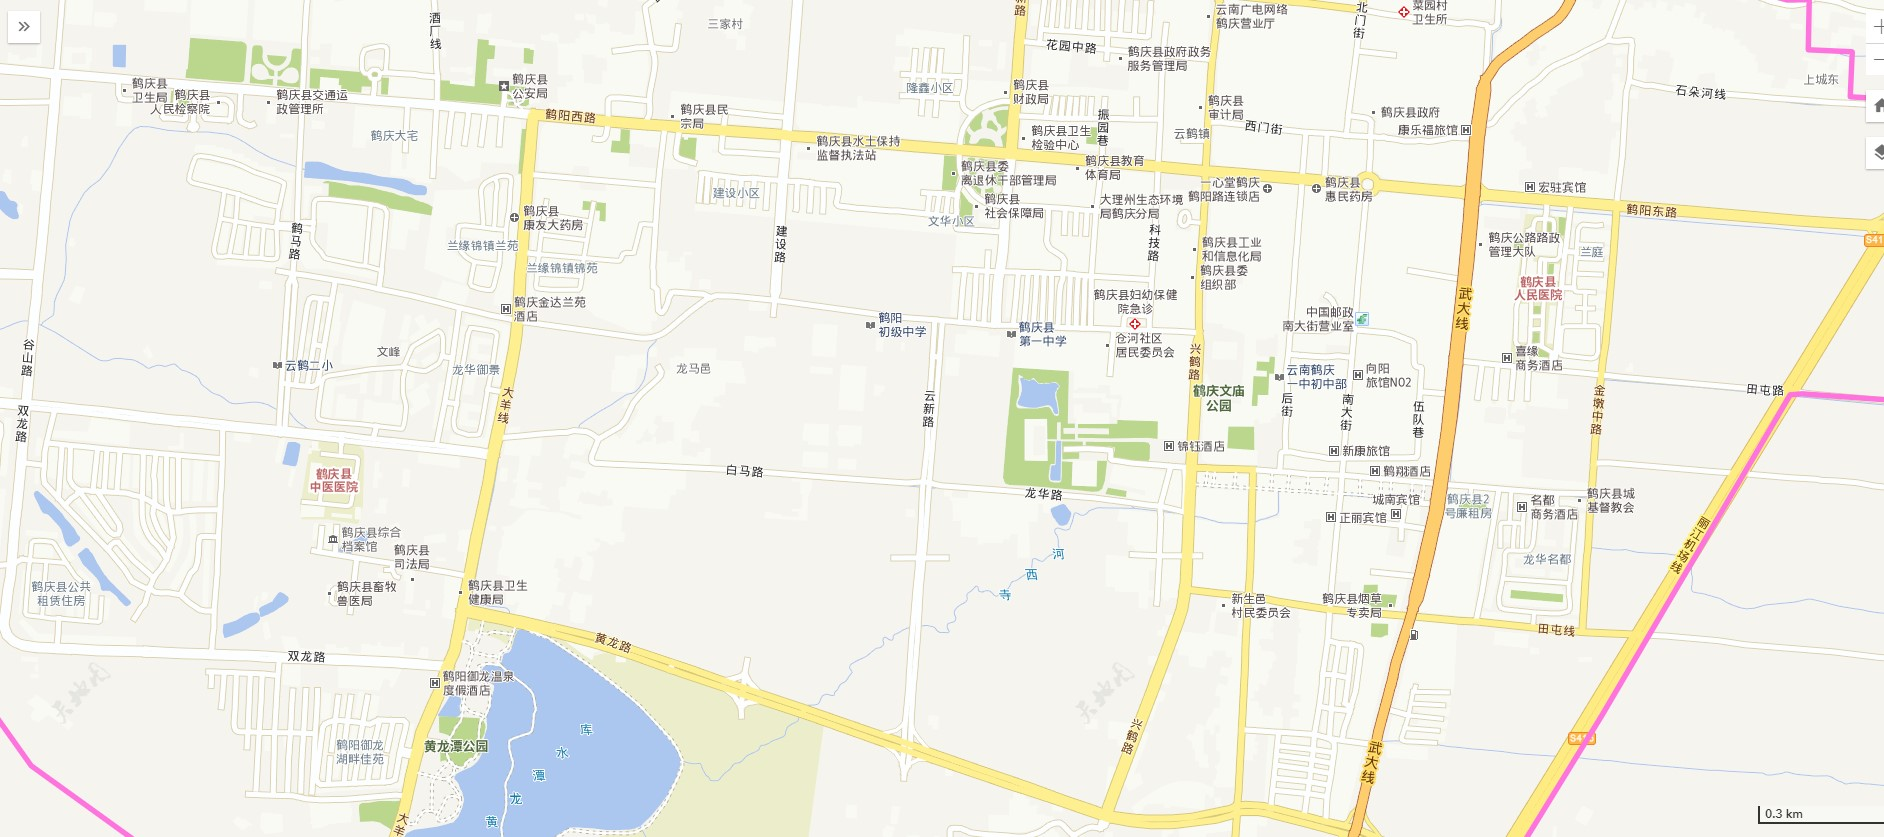 酒厂线
三家村
新路
云南广电网络
鹤庆营业厅
北门街
菜园村
卫生所
花园中路
鹤庆县政府政务
服务管理局
上城东
石朵河线
鹤庆县
卫生局
鹤庆县
人民检察院
鹤庆县交通运
政管理所
鹤庆县
公安局
鹤阳西路
鹤庆县民
宗局
隆鑫小区
鹤庆县
财政局
鹤庆县
审计局
鹤庆县政府
康乐福旅馆
西门街
云鹤镇
振园巷
鹤庆大宅
鹤庆县水土保持
监督执法站
鹤庆县卫生
检验中心
鹤庆县教育
体育局
鹤庆县委
离退休干部管理局
一心堂鹤庆
鹤阳路连锁店
鹤庆县
惠民药房
宏驻宾馆
鹤阳东路
建设小区
文华小区
鹤庆县
社会保障局
大理州生态环境
局鹤庆分局
科技路
鹤马路
鹤庆县
康友大药房
兰缘锦镇兰苑
兰缘锦镇锦苑
建设路
鹤庆县工业
和信息化局
鹤庆县委
组织部
鹤庆公路路政
管理大队
兰庭
S41
鹤庆县
人民医院
武大线
鹤庆金达兰苑
酒店
鹤阳
初级中学
鹤庆县
第一中学
鹤庆县妇幼保健
院急诊
仓河社区
居民委员会
中国邮政
南大街营业室
谷山路
云鹤二小
文峰
龙华御景
龙马邑
兴鹤路
喜缘
商务酒店
向阳
旅馆N02
云南鹤庆
一中初中部
鹤庆文庙
公园
后街
南大街
伍队巷
田屯路
金墩中路
大羊线
云新路
双龙路
锦钰酒店
新康旅馆
鹤翔酒店
鹤庆县
中医医院
白马路
龙华路
城南宾馆
正丽宾馆
鹤庆县2
号廉租房
名都
商务酒店
鹤庆县城
基督教会
鹤庆县综合
档案馆
鹤庆县
司法局
丽江机场线
龙华名都
河西寺
鹤庆县公共
租赁住房
鹤庆县畜牧
兽医局
鹤庆县卫生
健康局
新生邑
村民委员会
鹤庆县烟草
专卖局
田屯线
黄龙路
双龙路
鹤阳御龙温泉
度假酒店
天地图
天地图
鹤阳御龙
湖畔佳苑
黄龙潭公园
库水潭龙黄
兴鹤路
武大线
大羊
0.3 km